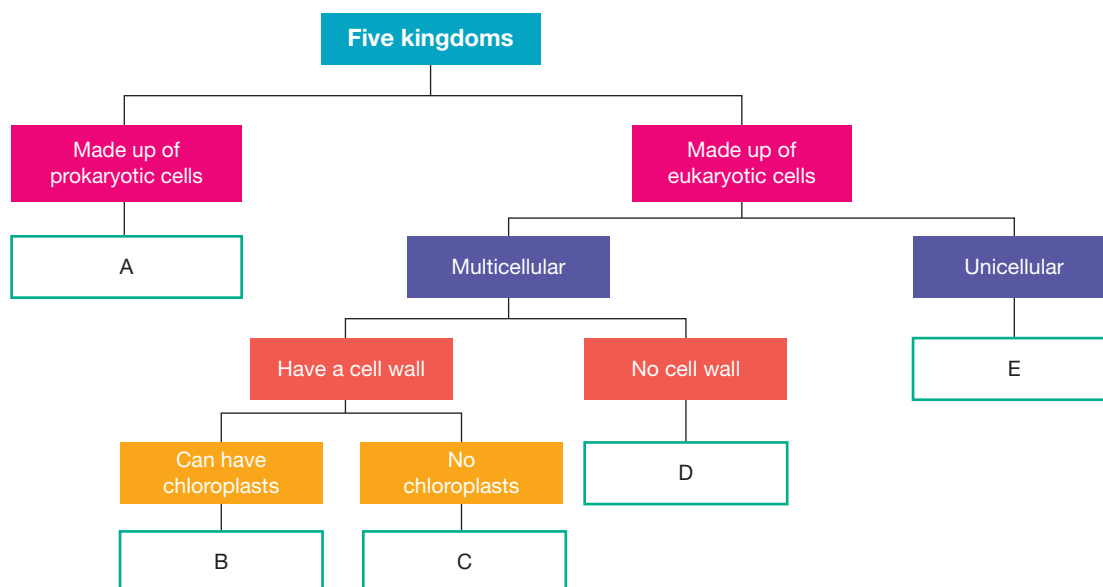 Five kingdoms
Made up of
prokaryotic cells
Made up of
eukaryotic cells
A
Multicellular
Unicellular
Have a cell wall
No cell wall
E
Can have
chloroplasts
No
chloroplasts
D
B
C